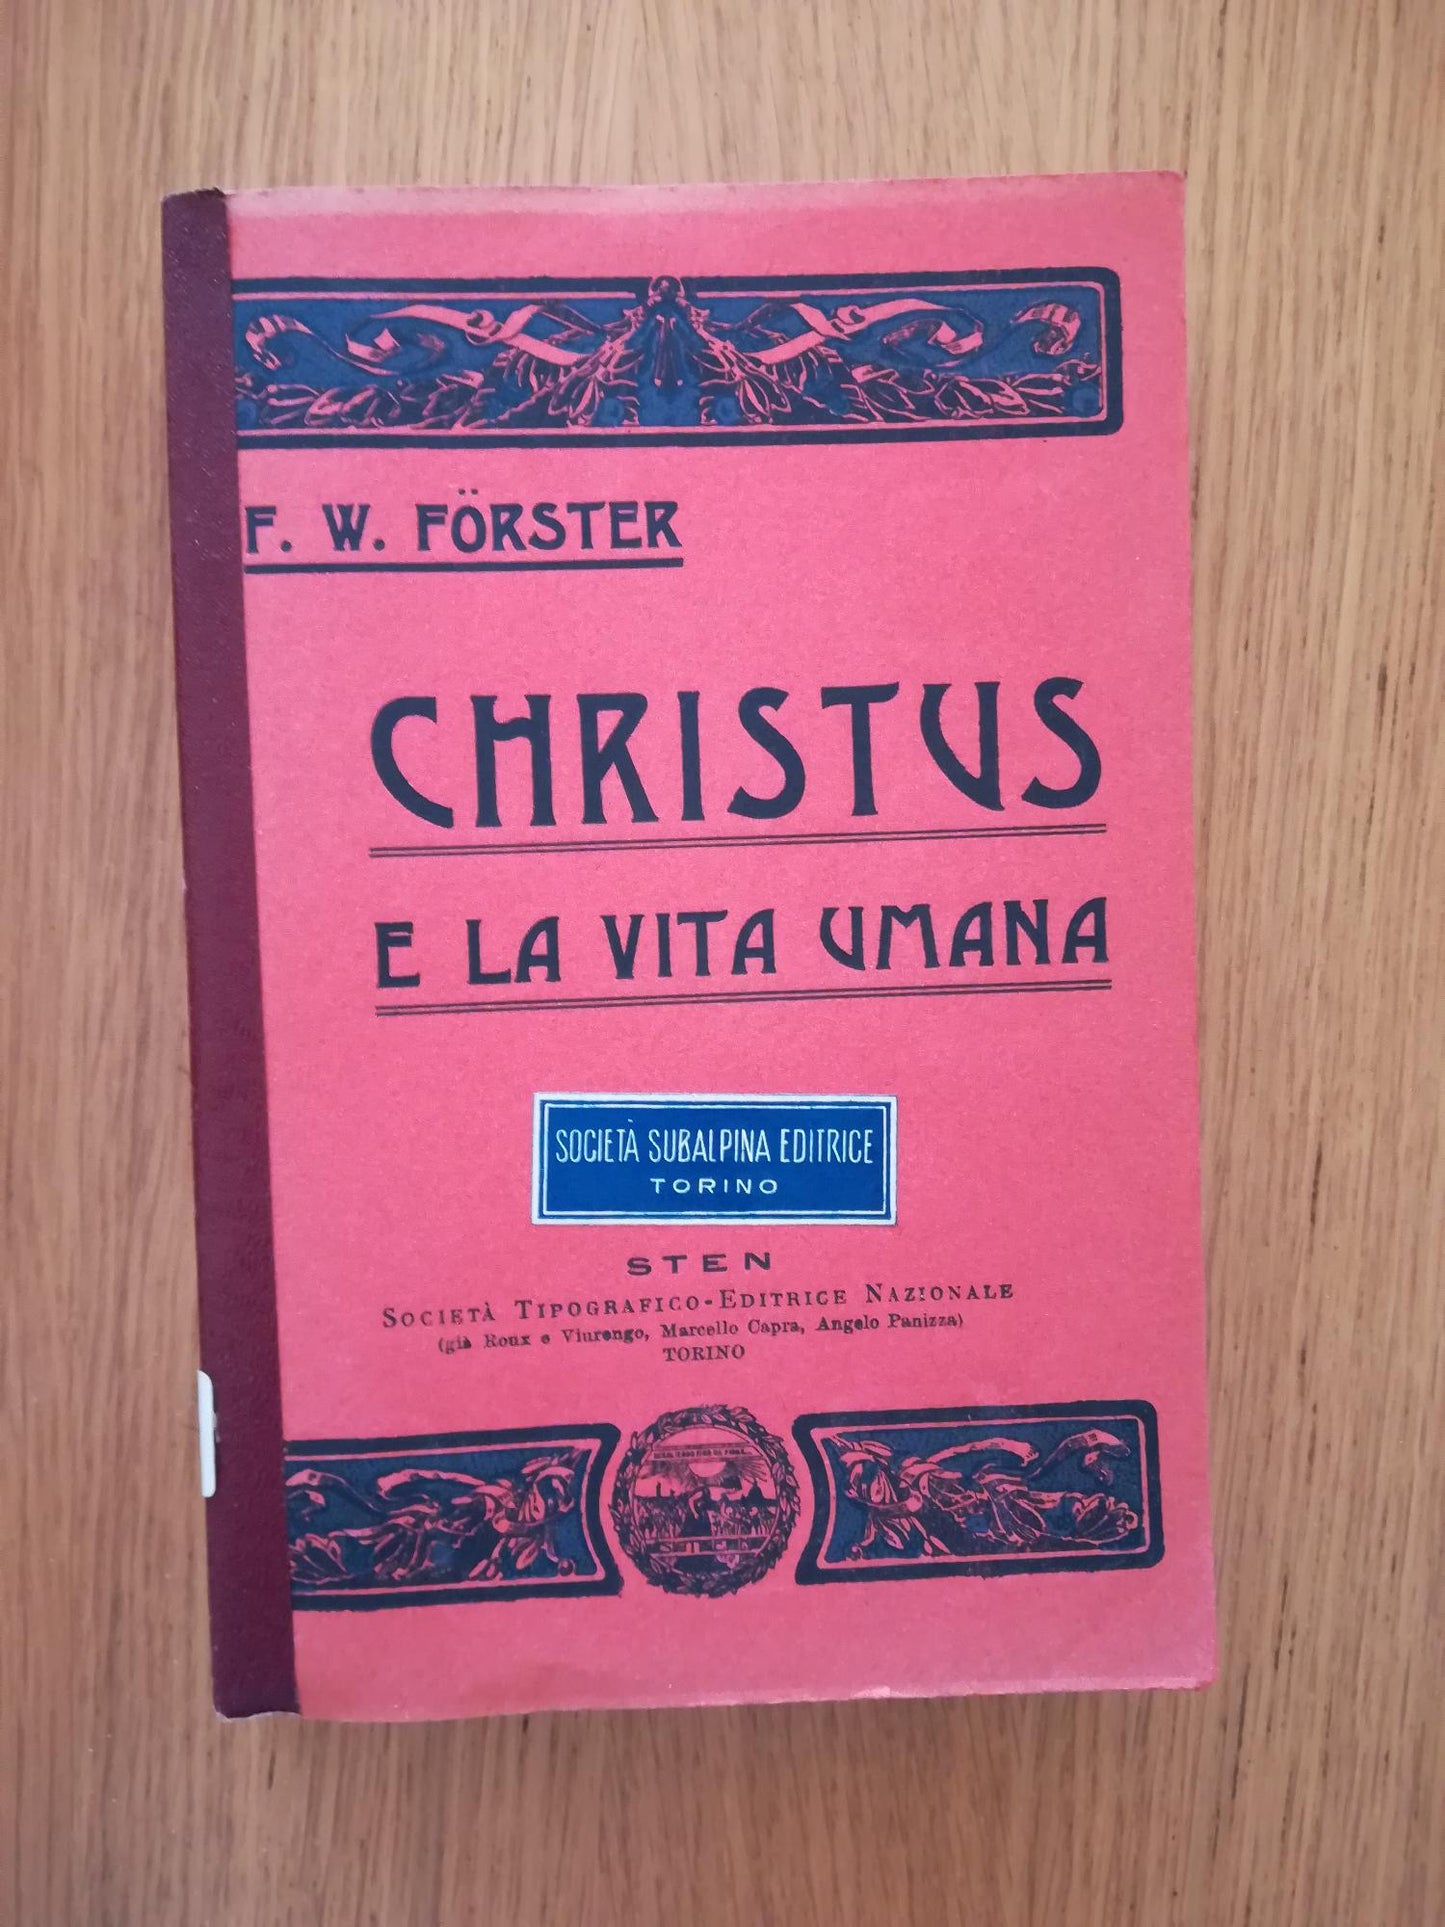 F. W. FÖRSTER
CHRISTUS
E LA VITA UMANA
SOCIETÀ SUBALPINA EDITRICE
TORINO
STEN
SOCIETÀ TIPOGRAFICO-EDITRICE NAZIONALE
(già Roux e Viarengo, Marcello Capra, Angelo Panizza)
TORINO